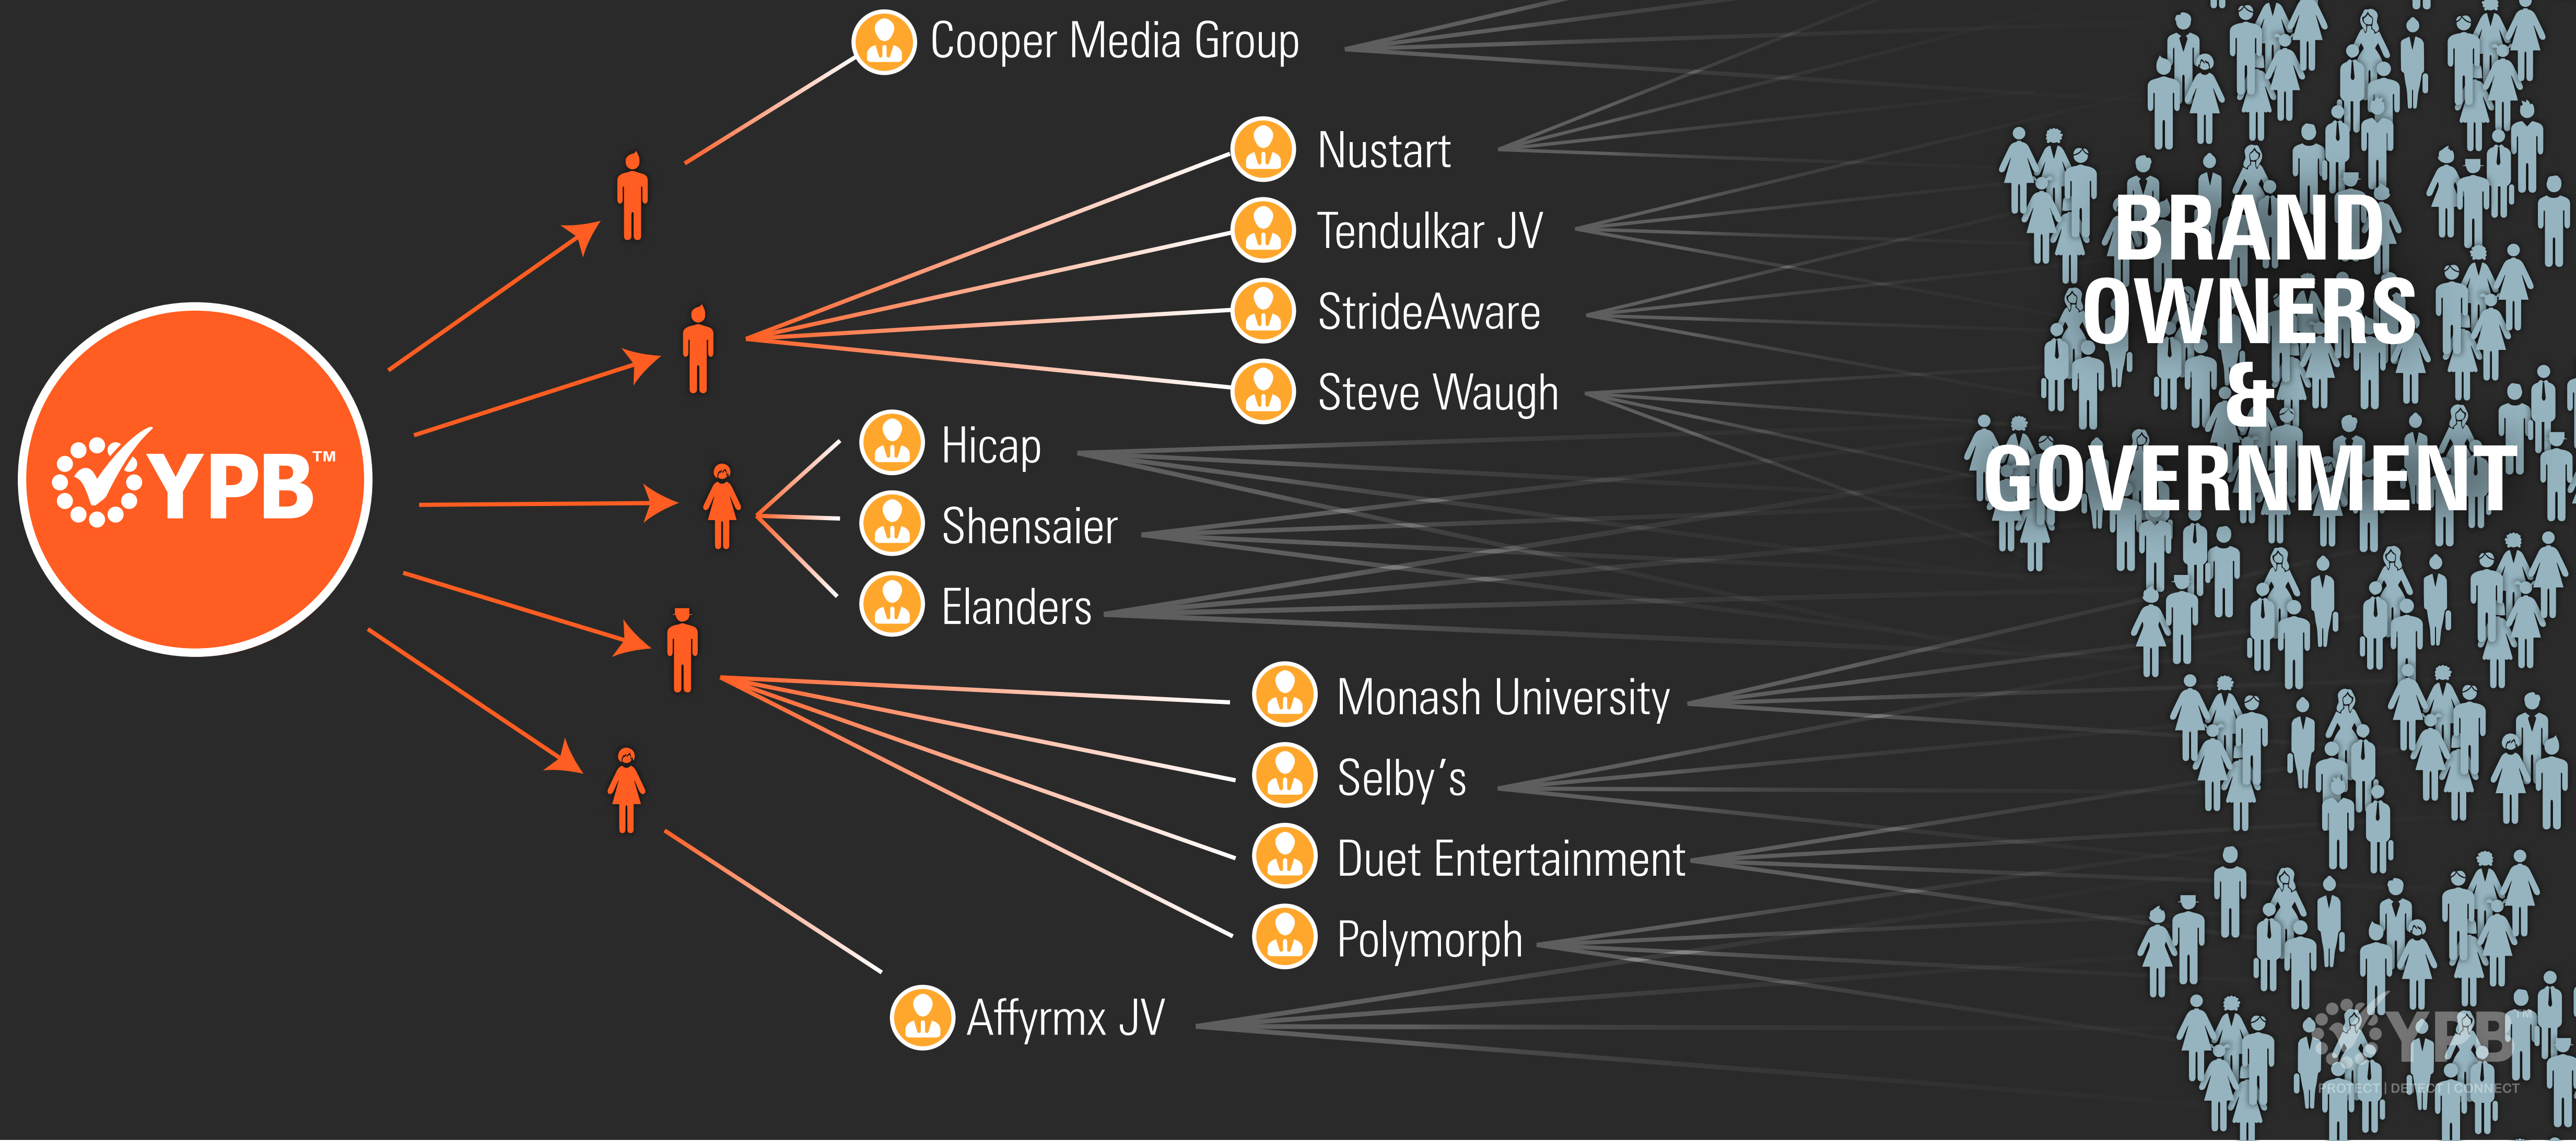 Cooper Media Group
Nustart
Tendulkar JV
StrideAware
Steve Waugh
YPB™
Hicap
Shensaier
Elanders
Monash University
Selby's
Duet Entertainment
Polymorph
Affyrmx JV
BRAND
OWNERS
&
GOVERNMENT
YPB™
PROTECT | DETECT | CONNECT